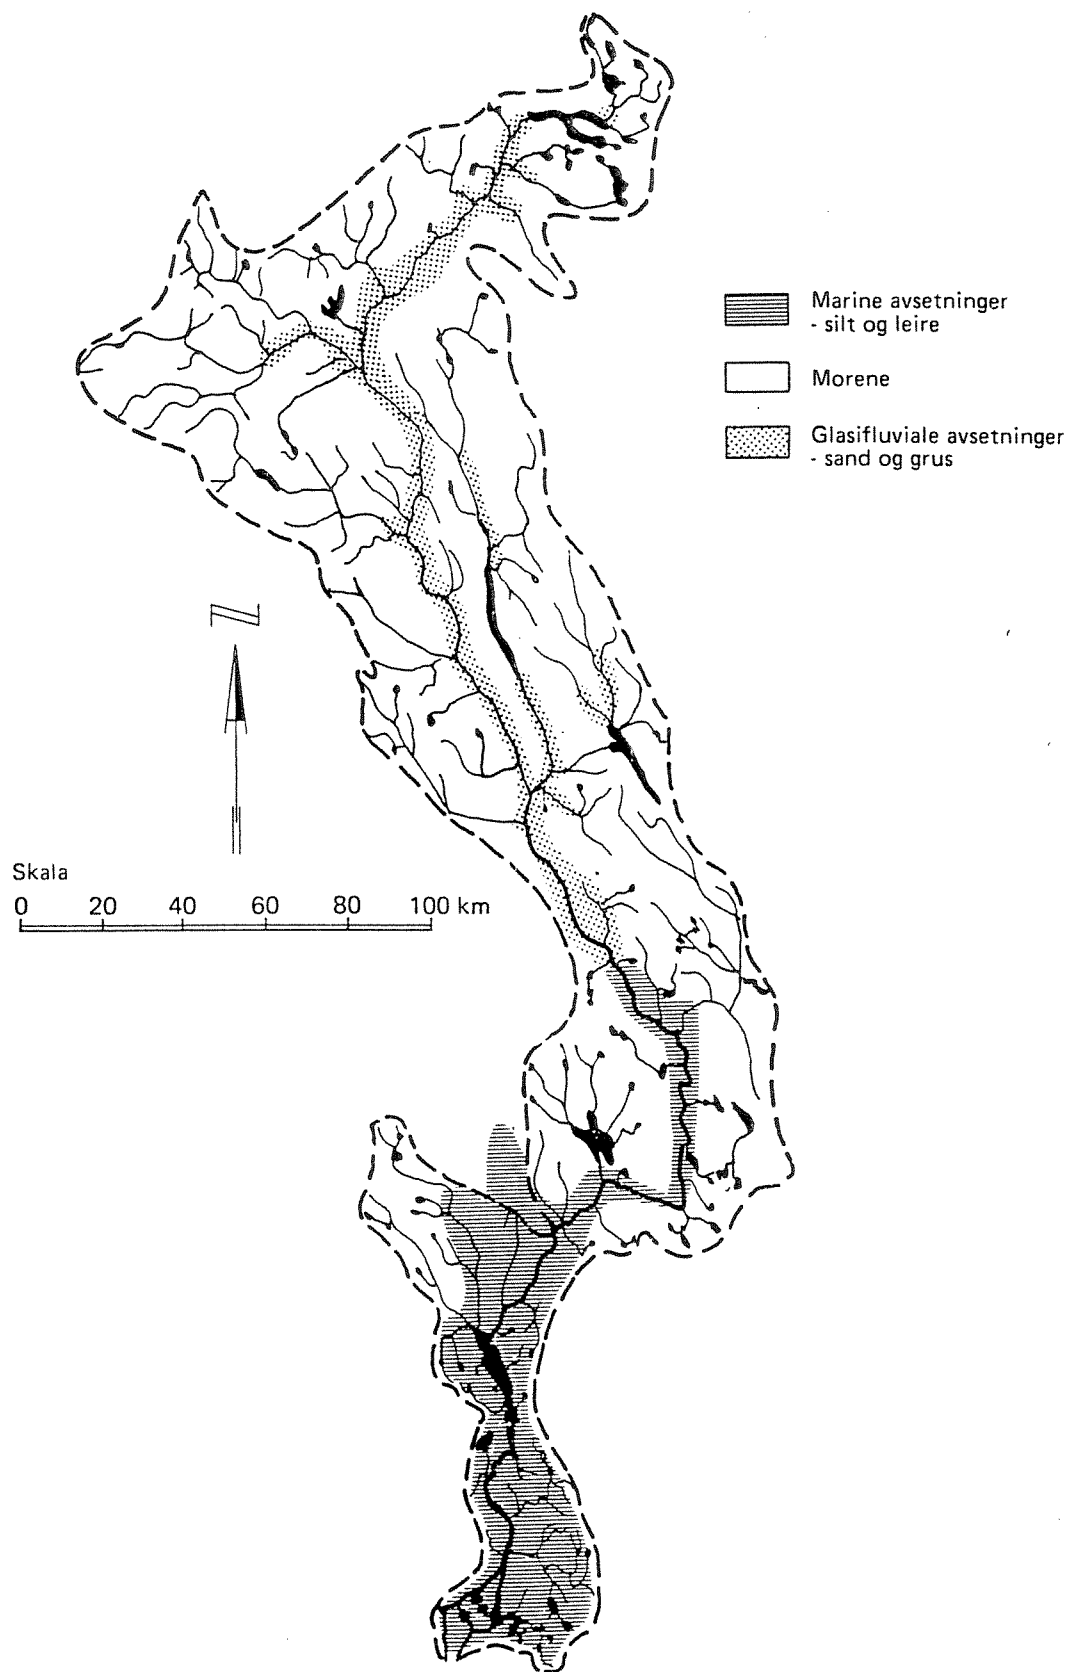 Marine avsetninger
- silt og leire
Morene
Glasifluviale avsetninger
- sand og grus
N
Skala
0 20 40 60 80 100 km